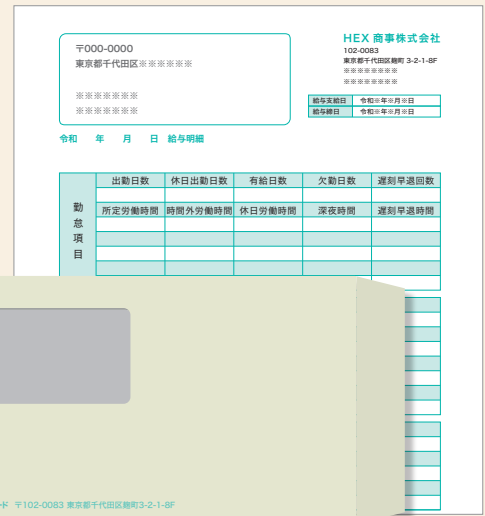 HEX 商事株式会社
102-0083
東京都千代田区麹町 3-2-1-8F
※※※※※※※※
※※※※※※※※
〒000-0000
東京都千代田区※※※※※※
※※※※※※※
※※※※※※※
給与支給日 令和※年※月※日
給与締日 令和※年※月※日
令和 年 月 日 給与明細
勤怠項目
出勤日数 休日出勤日数 有給日数 欠勤日数 遅刻早退回数
所定労働時間 時間外労働時間 休日労働時間 深夜時間 遅刻早退時間
ド 〒102-0083 東京都千代田区麹町3-2-1-8F